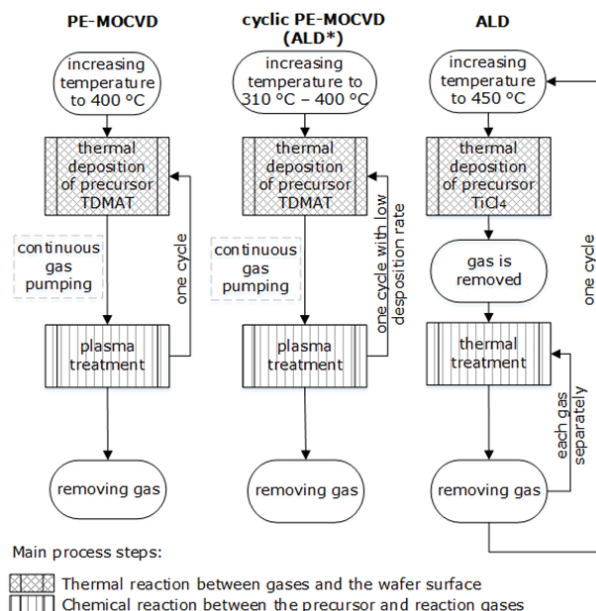 PE-MOCVD
increasing
temperature
to 400 °C
thermal
deposition
of precursor
TDMAT
continuous
gas
pumping
one cycle
plasma
treatment
removing gas
cyclic PE-MOCVD
(ALD*)
increasing
temperature to
310 °C – 400 °C
thermal
deposition
of precursor
TDMAT
continuous
gas
pumping
one cycle with low
desposition rate
plasma
treatment
removing gas
ALD
increasing
temperature
to 450 °C
thermal
deposition
of precursor
TiCl4
gas is
removed
thermal
treatment
each gas
separately
removing gas
one cycle
Main process steps:
Thermal reaction between gases and the wafer surface
Chemical reaction between the precursor and reaction gases